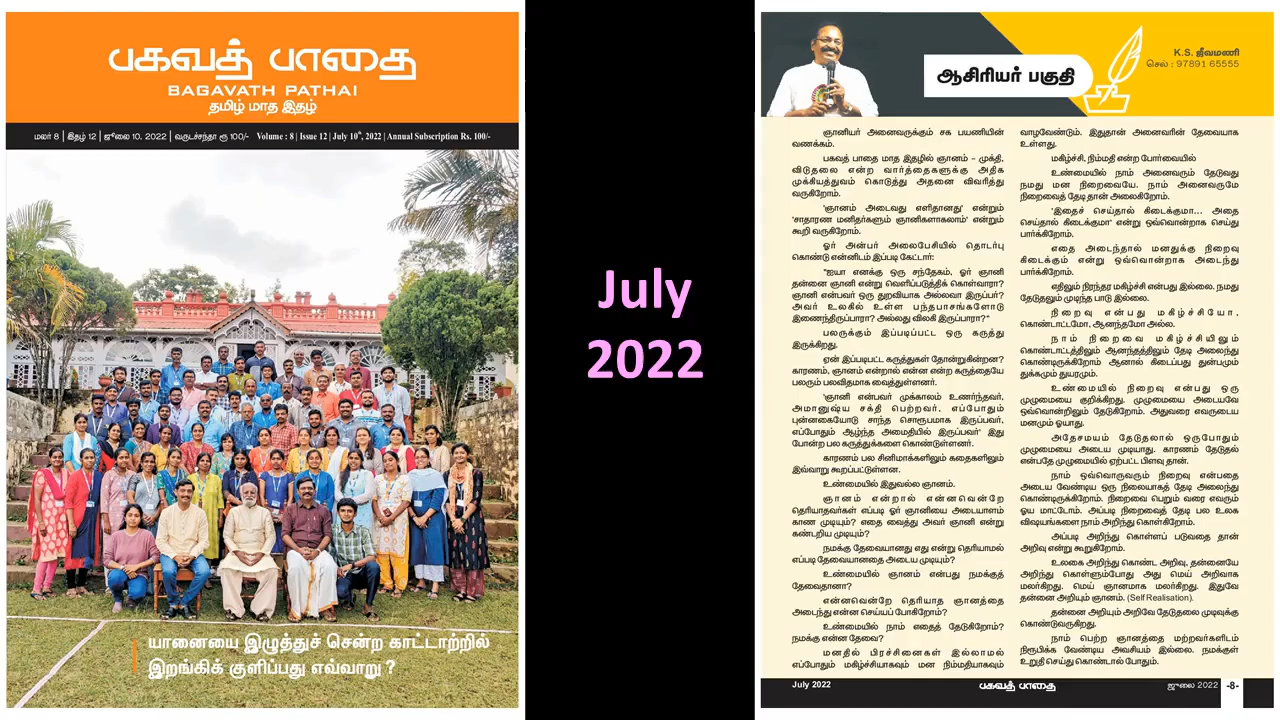 பகவத் பாதை
BAGAVATH PATHAI
தமிழ் மாத இதழ்
மலர் 8 | இதழ் 12 | ஜூலை 10, 2022 | வருடச்சந்தா ரூ 100/- Volume : 8 | Issue 12 | July 10th, 2022 | Annual Subscription Rs. 100/-
யானையை இழுத்துச் சென்ற காட்டாற்றில்
இறங்கிக் குளிப்பது எவ்வாறு ?
July
2022
ஆசிரியர் பகுதி
K.S. ஜீவமணி
செல் : 97891 65555
ஞானியர் அனைவருக்கும் சக பயணியின்
வணக்கம்.
பகவத் பாதை மாத இதழில் ஞானம் – முக்தி,
விடுதலை என்ற வார்த்தைகளுக்கு அதிக
முக்கியத்துவம் கொடுத்து அதனை விவரித்து
வருகிறோம்.
'ஞானம் அடைவது எளிதானது' என்றும்
'சாதாரண மனிதர்களும் ஞானிகளாகலாம்' என்றும்
கூறி வருகிறோம்.
ஓர் அன்பர் அலைபேசியில் தொடர்பு
கொண்டு என்னிடம் இப்படி கேட்டார்:
"ஐயா எனக்கு ஒரு சந்தேகம், ஓர் ஞானி
தன்னை ஞானி என்று வெளிப்படுத்திக் கொள்வாரா?
ஞானி என்பவர் ஒரு துறவியாக அல்லவா இருப்பர்?
அவர் உலகில் உள்ள பந்தபாசங்களோடு
இணைந்திருப்பாரா? அல்லது விலகி இருப்பாரா?"
பலருக்கும் இப்படிப்பட்ட ஒரு கருத்து
இருக்கிறது.
ஏன் இப்படிபட்ட கருத்துகள் தோன்றுகின்றன?
காரணம், ஞானம் என்றால் என்ன என்ற கருத்தையே
பலரும் பலவிதமாக வைத்துள்ளனர்.
'ஞானி என்பவர் முக்காலம் உணர்ந்தவர்,
அமானுஷ்ய சக்தி பெற்றவர், எப்போதும்
புன்னகையோடு சாந்த சொரூபமாக இருப்பவர்,
எப்போதும் ஆழ்ந்த அமைதியில் இருப்பவர்' இது
போன்ற பல கருத்துக்களை கொண்டுள்ளனர்.
காரணம் பல சினிமாக்களிலும் கதைகளிலும்
இவ்வாறு கூறப்பட்டுள்ளன.
உண்மையில் இதுவல்ல ஞானம்.
ஞானம் என்றால் என்னவென்றே
தெரியாதவர்கள் எப்படி ஓர் ஞானியை அடையாளம்
காண முடியும்? எதை வைத்து அவர் ஞானி என்று
கண்டறிய முடியும்?
நமக்கு தேவையானது எது என்று தெரியாமல்
எப்படி தேவையானதை அடைய முடியும்?
உண்மையில் ஞானம் என்பது நமக்குத்
தேவைதானா?
என்னவென்றே தெரியாத ஞானத்தை
அடைந்து என்ன செய்யப் போகிறோம்?
உண்மையில் நாம் எதைத் தேடுகிறோம்?
நமக்கு என்ன தேவை?
மனதில் பிரச்சினைகள் இல்லாமல்
எப்போதும் மகிழ்ச்சியாகவும் மன நிம்மதியாகவும்
வாழவேண்டும். இதுதான் அனைவரின் தேவையாக
உள்ளது.
மகிழ்ச்சி, நிம்மதி என்ற போர்வையில்
உண்மையில் நாம் அனைவரும் தேடுவது
நமது மன நிறைவையே. நாம் அனைவருமே
நிறைவைத் தேடிதான் அலைகிறோம்.
'இதைச் செய்தால் கிடைக்குமா... அதை
செய்தால் கிடைக்குமா' என்று ஒவ்வொன்றாக செய்து
பார்க்கிறோம்.
எதை அடைந்தால் மனதுக்கு நிறைவு
கிடைக்கும் என்று ஒவ்வொன்றாக அடைந்து
பார்க்கிறோம்.
எதிலும் நிரந்தர மகிழ்ச்சி என்பது இல்லை. நமது
தேடுதலும் முடிந்த பாடு இல்லை.
நிறைவு என்பது மகிழ்ச்சியோ,
கொண்டாட்டமோ, ஆனந்தமோ அல்ல.
நாம் நிறைவை மகிழ்ச்சியிலும்
கொண்டாட்டத்திலும் ஆனந்தத்திலும் தேடி அலைந்து
கொண்டிருக்கிறோம் ஆனால் கிடைப்பது துன்பமும்
துக்கமும் துயரமும்.
உண்மையில் நிறைவு என்பது ஒரு
முழுமையை குறிக்கிறது. முழுமையை அடையவே
ஒவ்வொன்றிலும் தேடுகிறோம். அதுவரை எவருடைய
மனமும் ஓயாது.
அதேசமயம் தேடுதலால் ஒருபோதும்
முழுமையை அடைய முடியாது. காரணம் தேடுதல்
என்பதே முழுமையில் ஏற்பட்ட பிளவு தான்.
நாம் ஒவ்வொருவரும் நிறைவு என்பதை
அடைய வேண்டிய ஒரு நிலையாகத் தேடி அலைந்து
கொண்டிருக்கிறோம். நிறைவை பெறும் வரை எவரும்
ஓய மாட்டோம். அப்படி நிறைவைத் தேடி பல உலக
விஷயங்களை நாம் அறிந்து கொள்கிறோம்.
அப்படி அறிந்து கொள்ளப் படுவதை தான்
அறிவு என்று கூறுகிறோம்.
உலகை அறிந்து கொண்ட அறிவு, தன்னையே
அறிந்து கொள்ளும்போது அது மெய் அறிவாக
மலர்கிறது. மெய் ஞானமாக மலர்கிறது. இதுவே
தன்னை அறியும் ஞானம். (Self Realisation).
தன்னை அறியும் அறிவே தேடுதலை முடிவுக்கு
கொண்டுவருகிறது.
நாம் பெற்ற ஞானத்தை மற்றவர்களிடம்
நிரூபிக்க வேண்டிய அவசியம் இல்லை. நமக்குள்
உறுதி செய்து கொண்டால் போதும்.
July 2022 பகவத் பாதை ஜூலை 2022 -8-